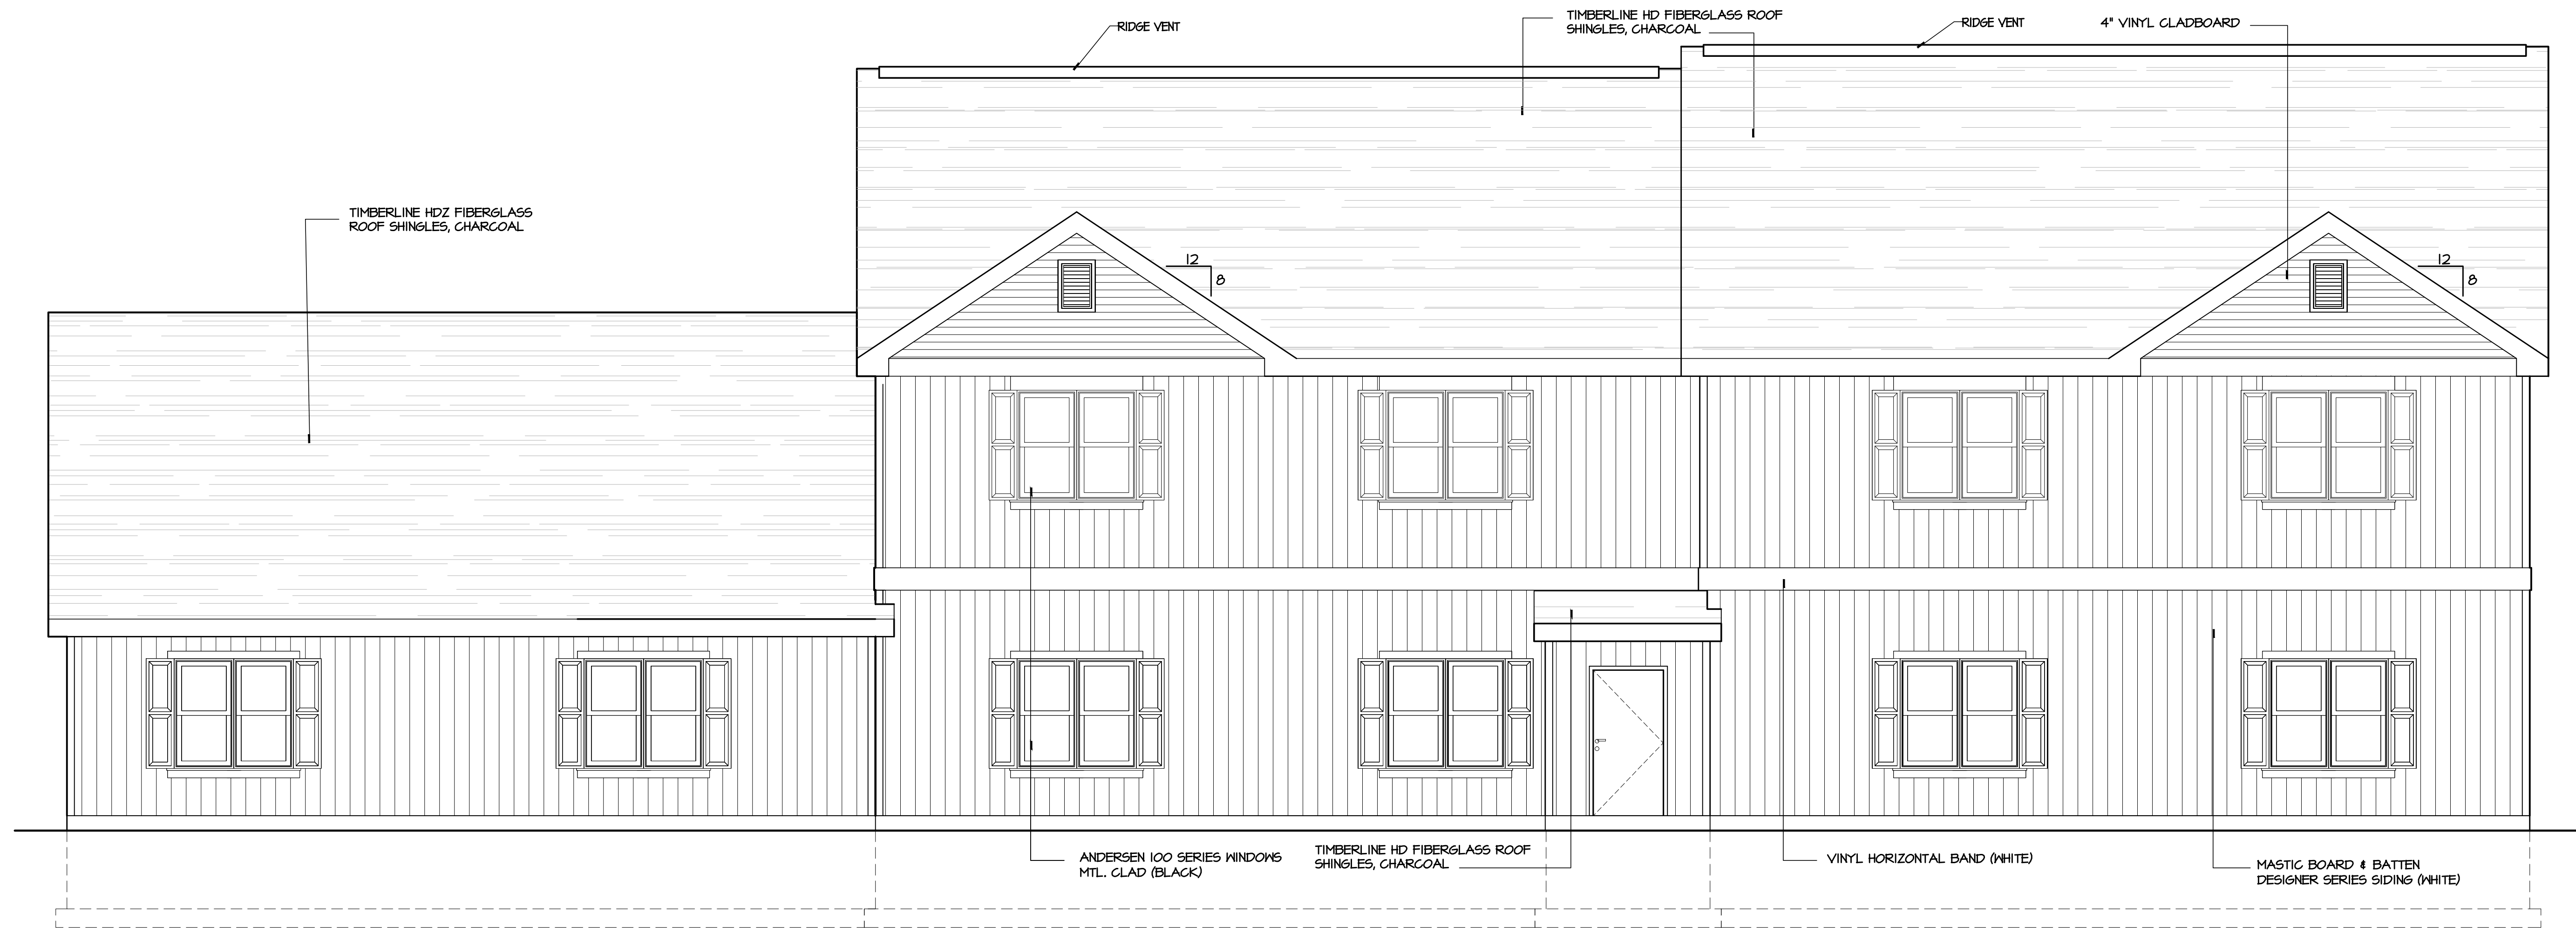 RIDGE VENT
TIMBERLINE HD FIBERGLASS ROOF
SHINGLES, CHARCOAL
RIDGE VENT
4" VINYL CLADBOARD
TIMBERLINE HDZ FIBERGLASS
ROOF SHINGLES, CHARCOAL
12
8
12
8
ANDERSEN 100 SERIES WINDOWS
MTL. CLAD (BLACK)
TIMBERLINE HD FIBERGLASS ROOF
SHINGLES, CHARCOAL
VINYL HORIZONTAL BAND (WHITE)
MASTIC BOARD & BATTEN
DESIGNER SERIES SIDING (WHITE)